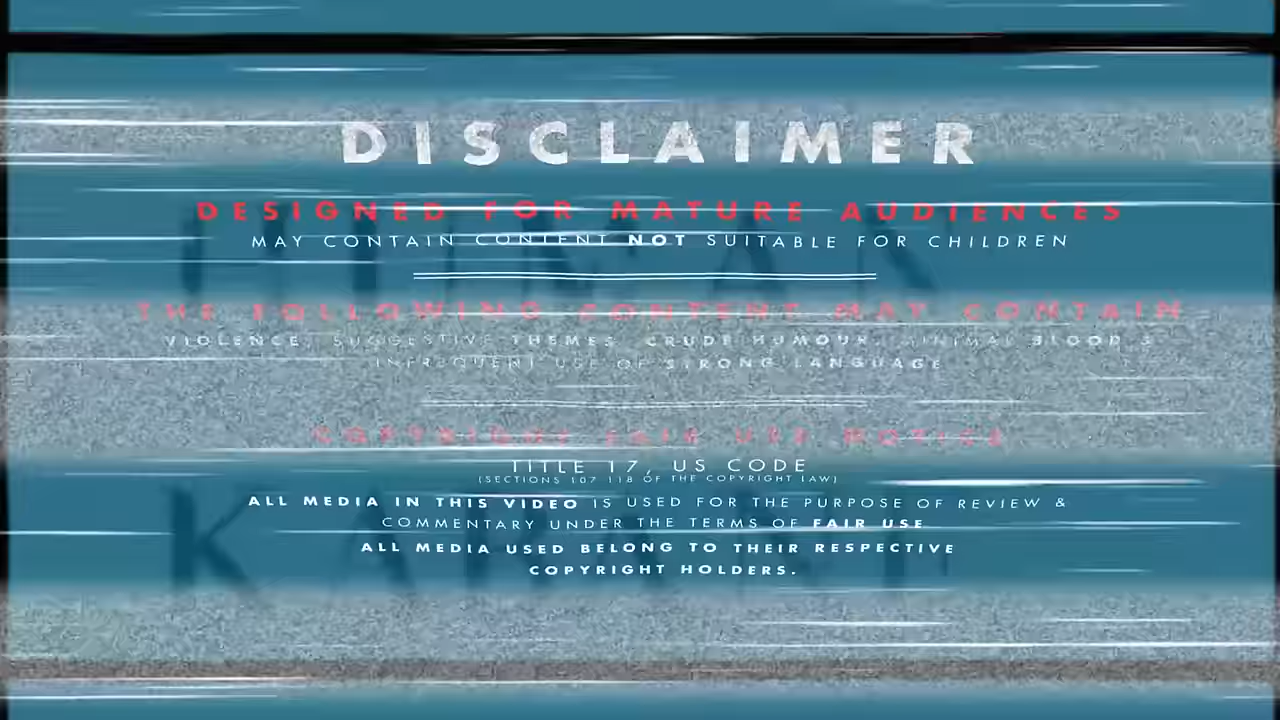 DISCLAIMER
DESIGNED FOR MATURE AUDIENCES
MAY CONTAIN CONTENT NOT SUITABLE FOR CHILDREN
THE FOLLOWING CONTENT MAY CONTAIN
VIOLENCE, SUGGESTIVE THEMES, CRUDE HUMOUR, MINIMAL BLOOD &
INFREQUENT USE OF STRONG LANGUAGE
COPYRIGHT FAIR USE NOTICE
TITLE 17, US CODE
(SECTIONS 107-118 OF THE COPYRIGHT LAW)
ALL MEDIA IN THIS VIDEO IS USED FOR THE PURPOSE OF REVIEW &
COMMENTARY UNDER THE TERMS OF FAIR USE.
ALL MEDIA USED BELONG TO THEIR RESPECTIVE
COPYRIGHT HOLDERS.